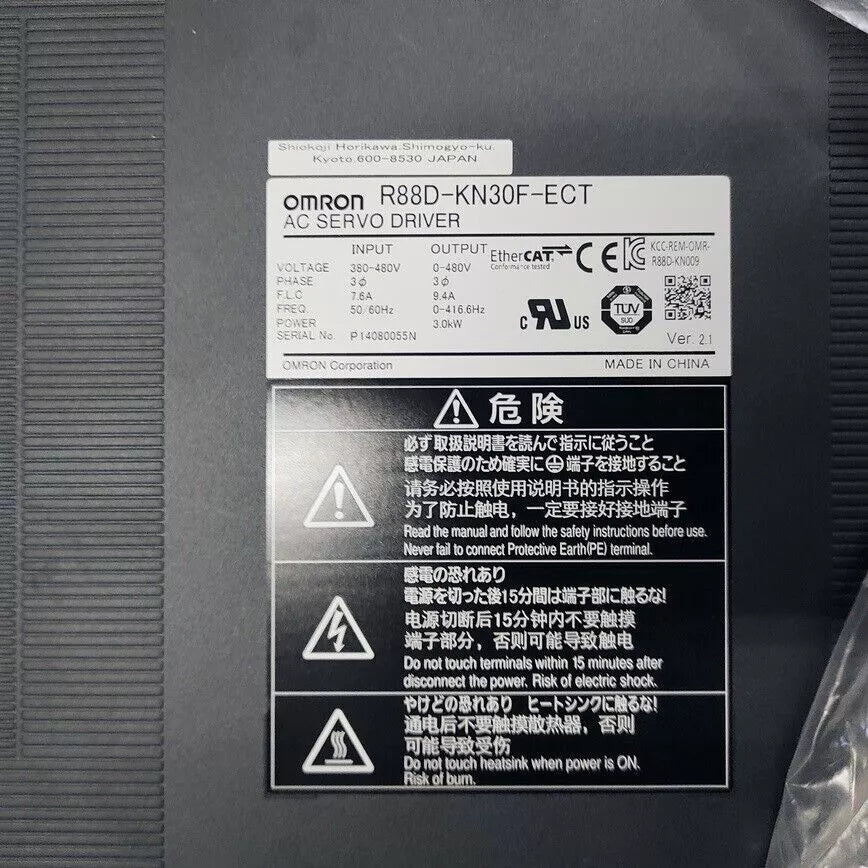 Shiokoji Horikawa.Shimogyo-ku.
Kyoto.600-8530 JAPAN
OMRON R88D-KN30F-ECT
AC SERVO DRIVER
INPUT OUTPUT
VOLTAGE 380-480V 0-480V
PHASE 3ϕ 3ϕ
F.L.C 7.6A 9.4A
FREQ. 50/60Hz 0-416.6Hz
POWER 3.0kW
SERIAL No. P14080055N
EtherCAT
Conformance tested
CE
KCC-REM-OMR-
R88D-KN009
c RU US
TUV
SUD
Ver. 2.1
OMRON Corporation MADE IN CHINA
危険
必ず取扱説明書を読んで指示に従うこと
感電保護のため確実に端子を接地すること
请务必按照使用说明书的指示操作
为了防止触电，一定要接好接地端子
Read the manual and follow the safety instructions before use.
Never fail to connect Protective Earth(PE) terminal.
感電の恐れあり
電源を切った後15分間は端子部に触るな!
电源切断后15分钟内不要触摸
端子部分，否则可能导致触电
Do not touch terminals within 15 minutes after
disconnect the power. Risk of electric shock.
やけどの恐れあり ヒートシンクに触るな!
通电后不要触摸散热器，否则
可能导致受伤
Do not touch heatsink when power is ON.
Risk of burn.